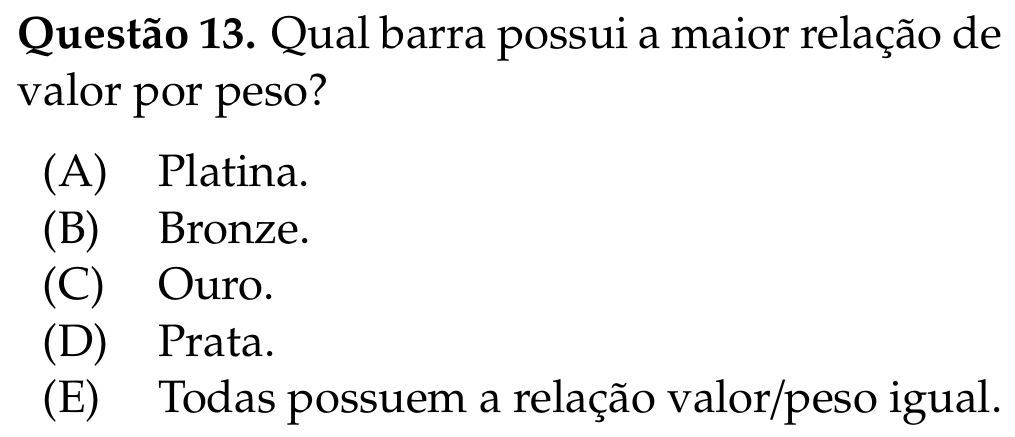 Questão 13. Qual barra possui a maior relação de
valor por peso?
(A) Platina.
(B) Bronze.
(C) Ouro.
(D) Prata.
(E) Todas possuem a relação valor/peso igual.